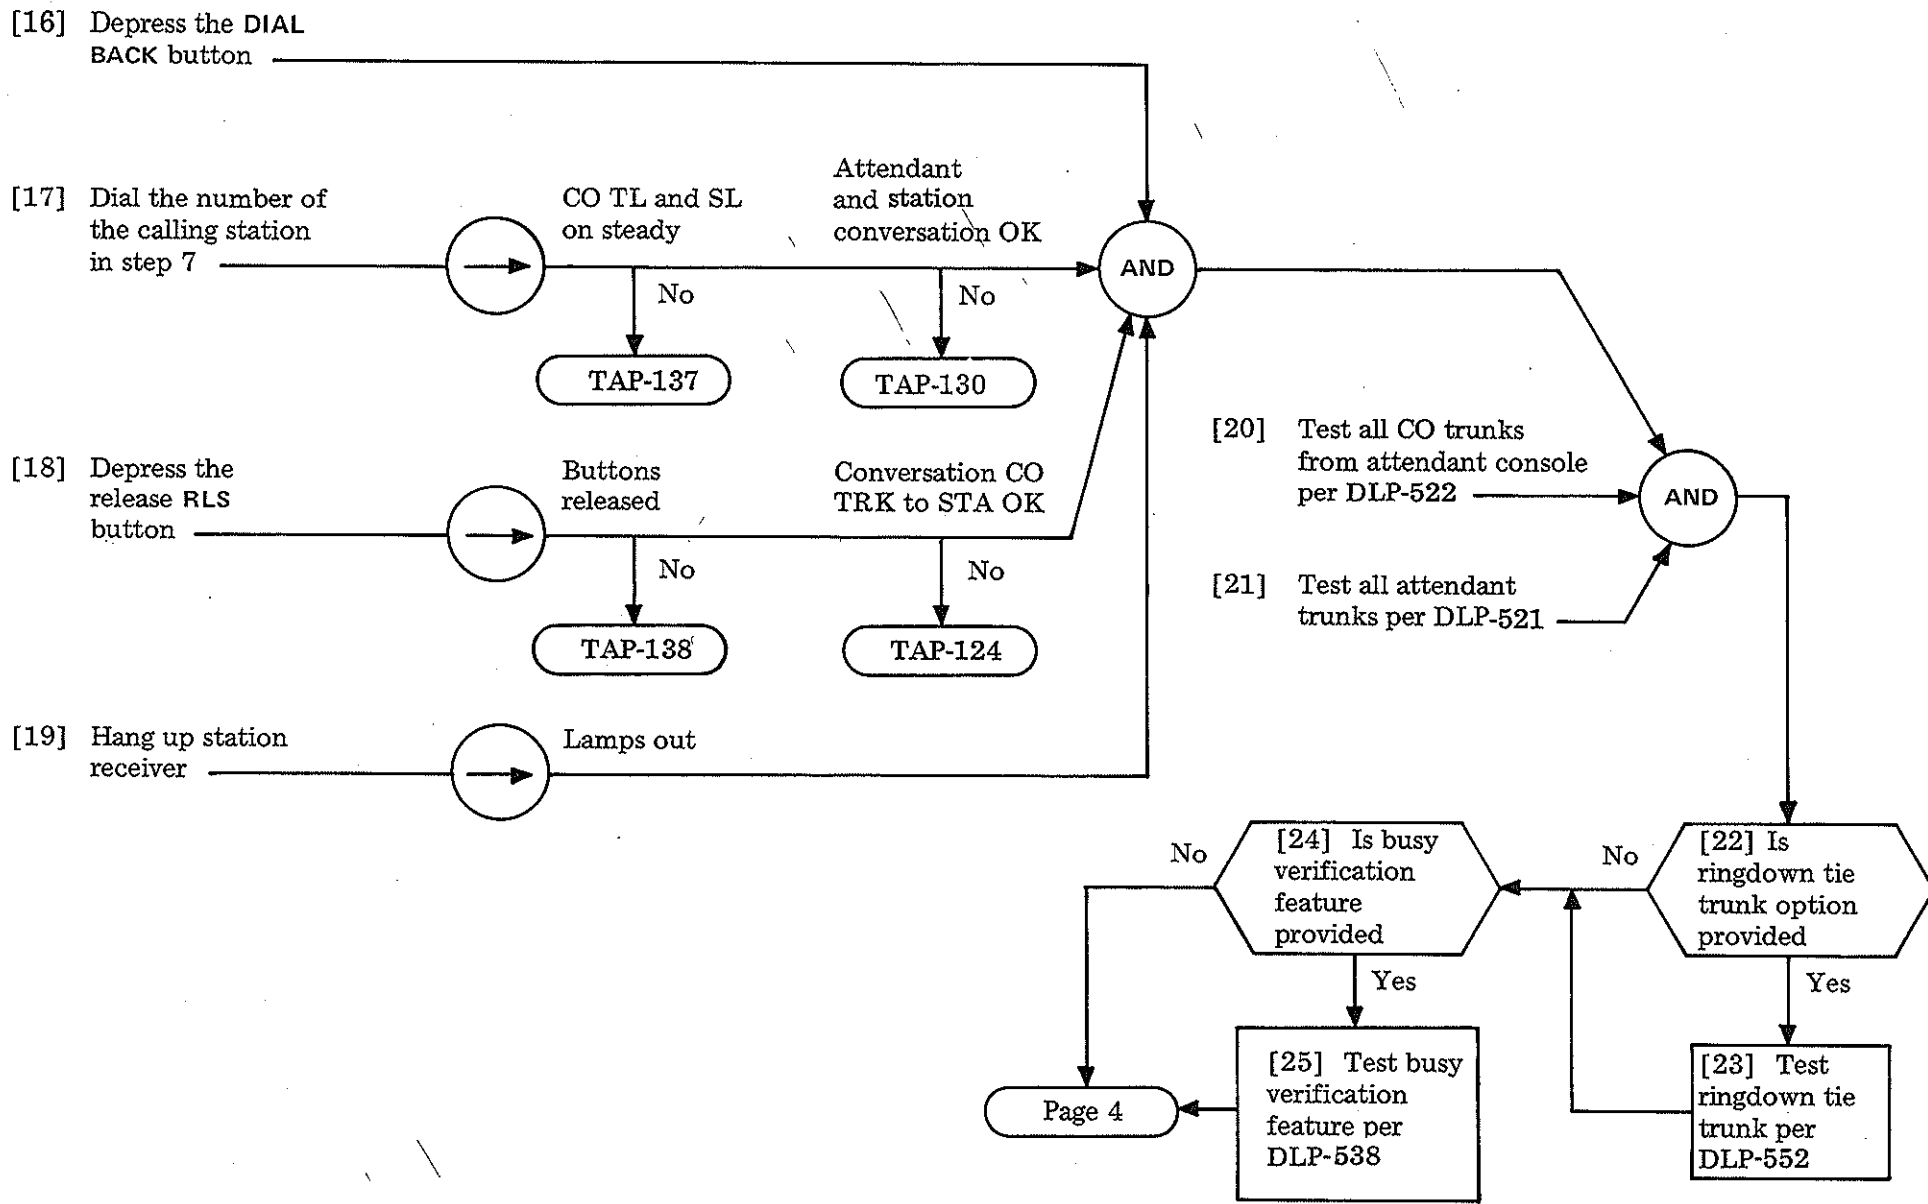 [16] Depress the DIAL
BACK button
[17] Dial the number of
the calling station
in step 7
CO TL and SL
on steady
Attendant
and station
conversation OK
AND
No
No
TAP-137
TAP-130
[18] Depress the
release RLS
button
Buttons
released
Conversation CO
TRK to STA OK
No
No
TAP-138
TAP-124
[19] Hang up station
receiver
Lamps out
[20] Test all CO trunks
from attendant console
per DLP-522
AND
[21] Test all attendant
trunks per DLP-521
[22] Is
ringdown tie
trunk option
provided
No
Yes
[23] Test
ringdown tie
trunk per
DLP-552
[24] Is busy
verification
feature
provided
No
Yes
[25] Test busy
verification
feature per
DLP-538
Page 4